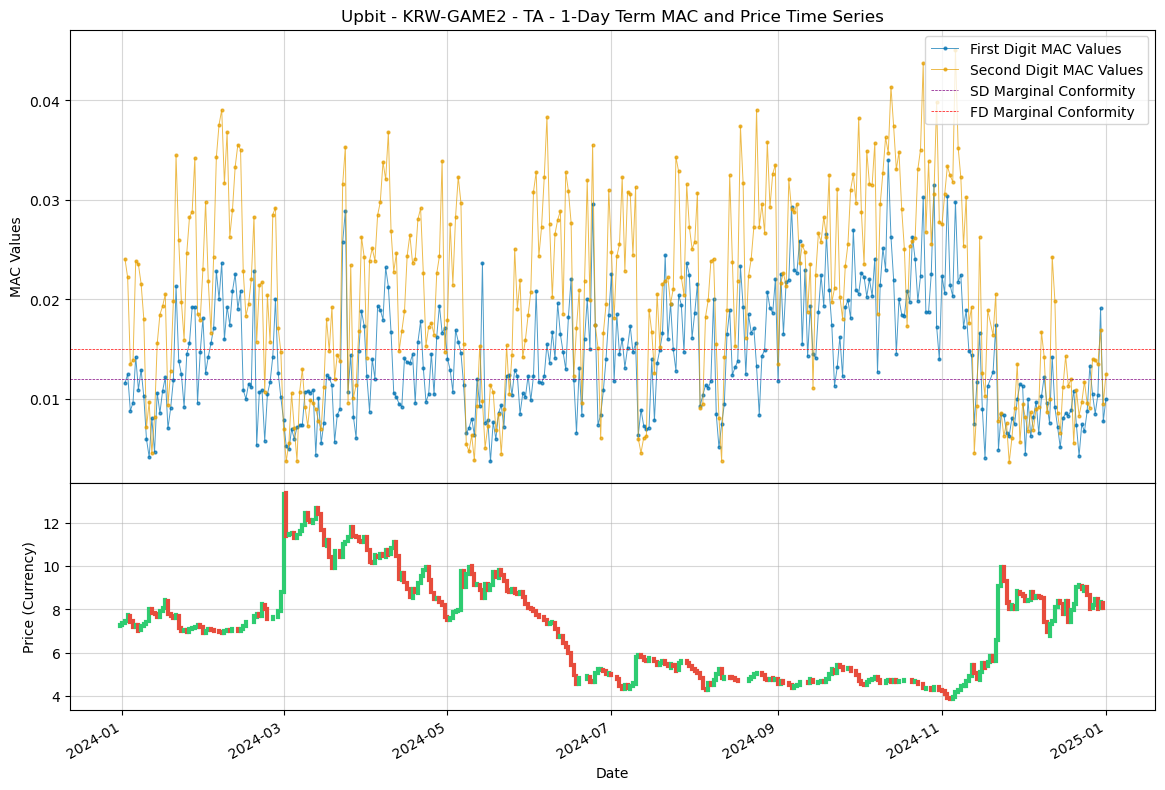 Upbit - KRW-GAME2 - TA - 1-Day Term MAC and Price Time Series
First Digit MAC Values
Second Digit MAC Values
SD Marginal Conformity
FD Marginal Conformity
MAC Values
0.04
0.03
0.02
0.01
Price (Currency)
12
10
8
6
4
2024-01
2024-03
2024-05
2024-07
2024-09
2024-11
2025-01
Date